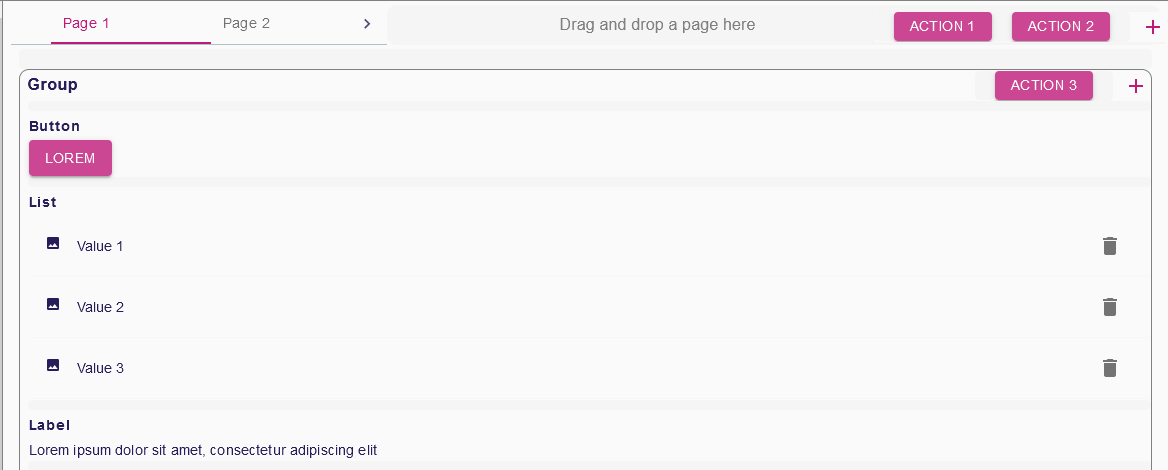 Page 1 Page 2 Drag and drop a page here ACTION 1 ACTION 2
Group ACTION 3
Button
LOREM
List
Value 1
Value 2
Value 3
Label
Lorem ipsum dolor sit amet, consectetur adipiscing elit